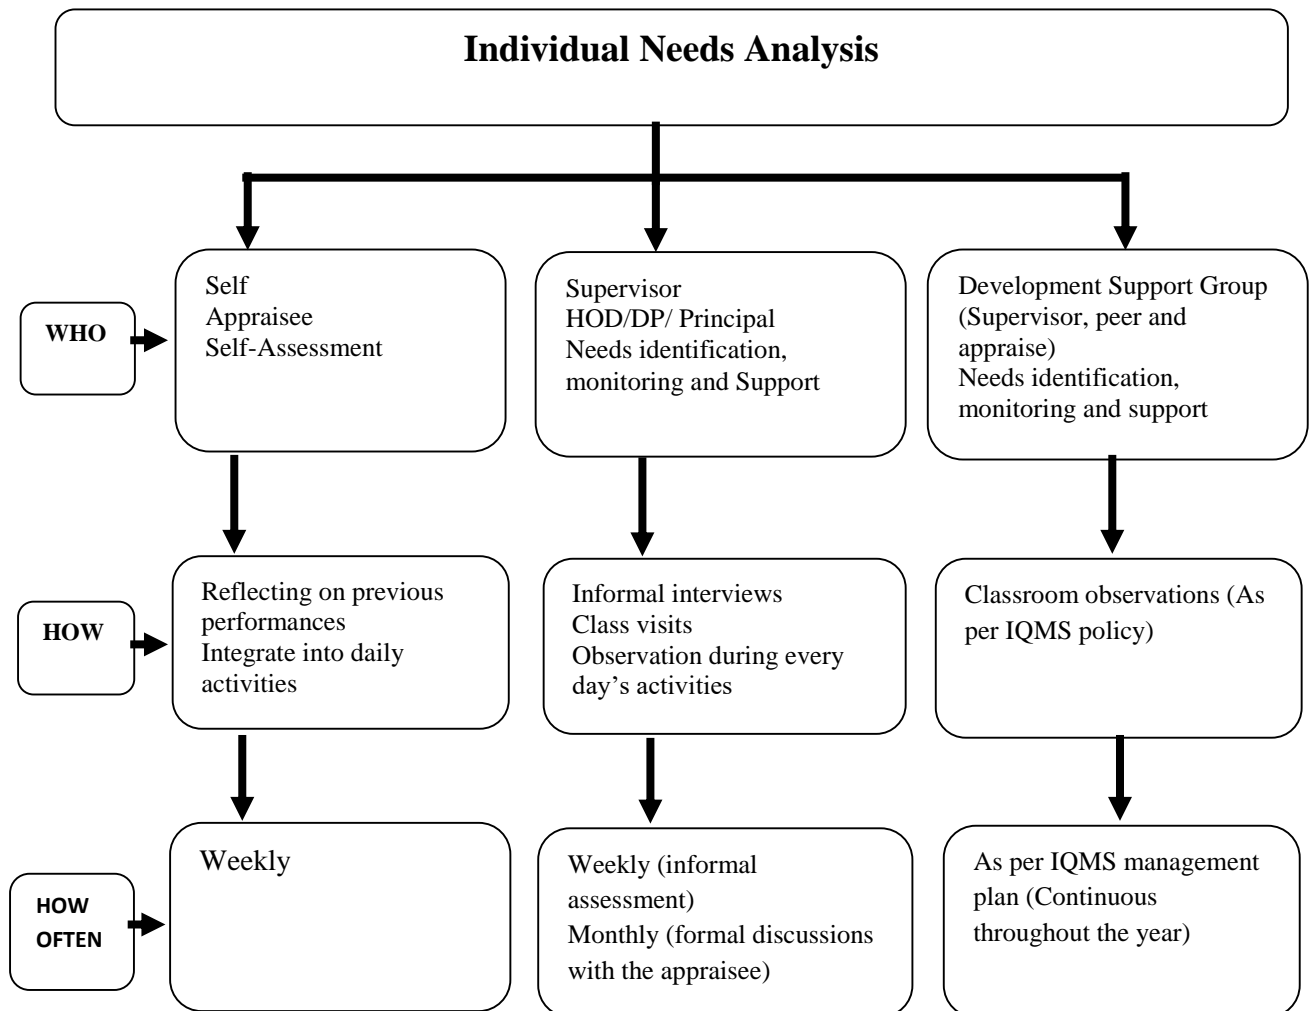 Individual Needs Analysis
WHO
Self
Appraisee
Self-Assessment
Supervisor
HOD/DP/ Principal
Needs identification,
monitoring and Support
Development Support Group
(Supervisor, peer and
appraise)
Needs identification,
monitoring and support
HOW
Reflecting on previous
performances
Integrate into daily
activities
Informal interviews
Class visits
Observation during every
day’s activities
Classroom observations (As
per IQMS policy)
HOW
OFTEN
Weekly
Weekly (informal
assessment)
Monthly (formal discussions
with the appraisee)
As per IQMS management
plan (Continuous
throughout the year)